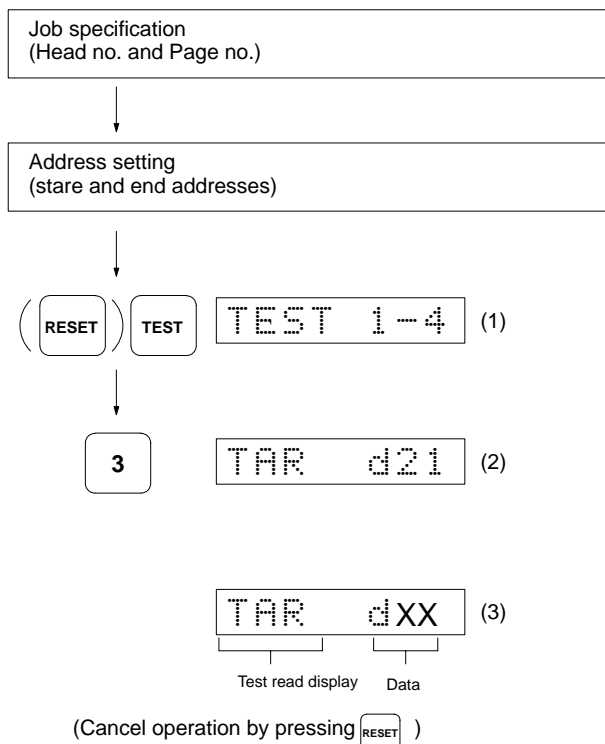 Job specification
(Head no. and Page no.)
Address setting
(stare and end addresses)
( RESET ) TEST TEST 1-4 (1)
3 TAR d21 (2)
TAR dXX (3)
Test read display Data
(Cancel operation by pressing RESET )